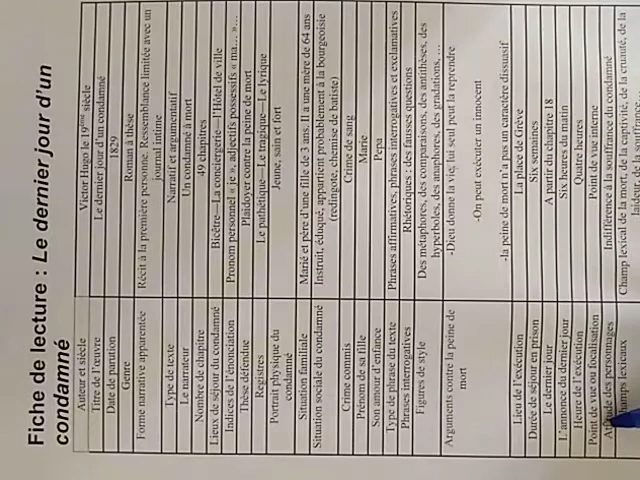 Fiche de lecture : Le dernier jour d'un
condamné
Auteur et siècle Victor Hugo le 19ème siècle
Titre de l'œuvre Le dernier jour d'un condamné
Date de parution 1829
Genre Roman à thèse
Forme narrative apparentée Récit à la première personne. Ressemblance limitée avec un
journal intime
Type de texte Narratif et argumentatif
Le narrateur Un condamné à mort
Nombre de chapitre 49 chapitres
Lieux de séjour du condamné Bicêtre—La conciergerie—l'Hôtel de ville
Indices de l'énonciation Pronom personnel « je », adjectifs possessifs « ma… »…
Thèse défendue Plaidoyer contre la peine de mort
Registres Le pathétique—Le tragique—Le lyrique
Portrait physique du
condamné
Jeune, sain et fort
Situation familiale Marié et père d'une fille de 3 ans. Il a une mère de 64 ans
Situation sociale du condamné Instruit, éduqué, appartient probablement à la bourgeoisie
(redingote, chemise de batiste)
Crime commis Crime de sang
Prénom de sa fille Marie
Son amour d'enfance Pepa
Type de phrase du texte Phrases affirmatives, phrases interrogatives et exclamatives
Phrases interrogatives Rhétoriques : des fausses questions
Figures de style Des métaphores, des comparaisons, des antithèses, des
hyperboles, des anaphores, des gradations, …
Arguments contre la peine de
mort
-Dieu donne la vie, lui seul peut la reprendre
-On peut exécuter un innocent
-la peine de mort n'a pas un caractère dissuasif
Lieu de l'exécution La place de Grève
Durée de séjour en prison Six semaines
Le dernier jour A partir du chapitre 18
L'annonce du dernier jour Six heures du matin
Heure de l'exécution Quatre heures
Point de vue ou focalisation Point de vue interne
des personnages Indifférence à la souffrance du condamné
lexicaux Champ lexical de la mort, de la captivité, de la cruauté, de la
laideur, de la souffrance